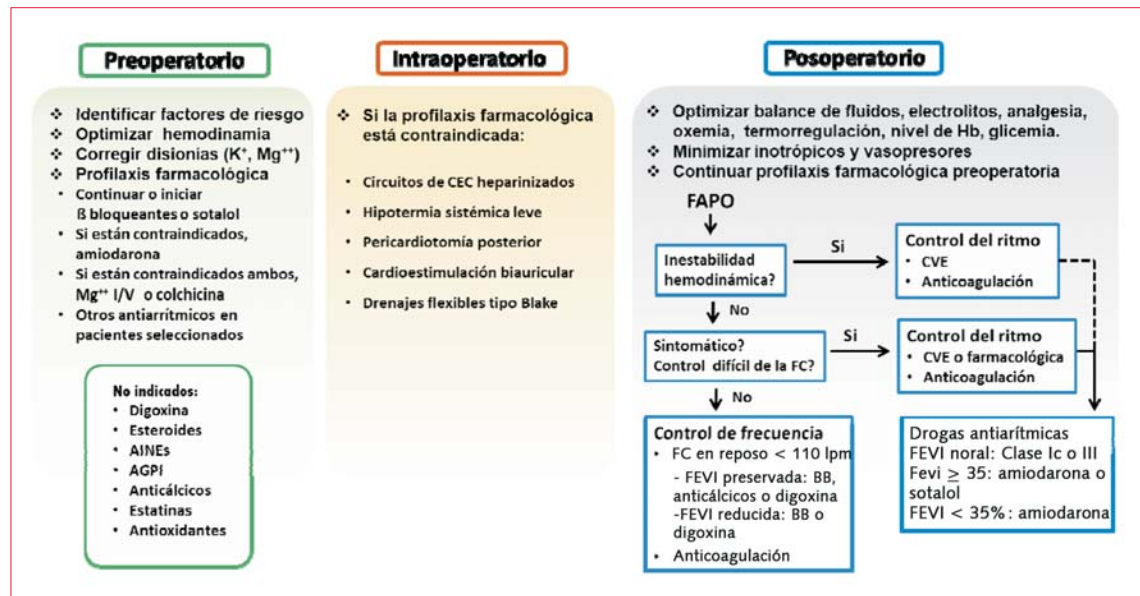 Preoperatorio
❖ Identificar factores de riesgo
❖ Optimizar hemodinamia
❖ Corregir disionias (K⁺, Mg⁺⁺)
❖ Profilaxis farmacológica
• Continuar o iniciar
ß bloqueantes o sotalol
• Si están contraindicados,
amiodarona
• Si están contraindicados ambos,
Mg⁺⁺ I/V o colchicina
• Otros antiarrítmicos en
pacientes seleccionados
No indicados:
• Digoxina
• Esteroides
• AINEs
• AGPI
• Anticálcicos
• Estatinas
• Antioxidantes
Intraoperatorio
❖ Si la profilaxis farmacológica
está contraindicada:
• Circuitos de CEC heparinizados
• Hipotermia sistémica leve
• Pericardiotomía posterior
• Cardioestimulación biauricular
• Drenajes flexibles tipo Blake
Posoperatorio
❖ Optimizar balance de fluidos, electrolitos, analgesia,
oxemia, termorregulación, nivel de Hb, glicemia.
❖ Minimizar inotrópicos y vasopresores
❖ Continuar profilaxis farmacológica preoperatoria
FAPO
Inestabilidad
hemodinámica?
Si
Control del ritmo
• CVE
• Anticoagulación
No
Sintomático?
Control difícil de la FC?
Si
Control del ritmo
• CVE o farmacológica
• Anticoagulación
No
Control de frecuencia
• FC en reposo < 110 lpm
- FEVI preservada: BB,
anticálcicos o digoxina
-FEVI reducida: BB o
digoxina
• Anticoagulación
Drogas antiarítmicas
FEVI noral: Clase Ic o III
Fevi ≥ 35: amiodarona o
sotalol
FEVI < 35%: amiodarona